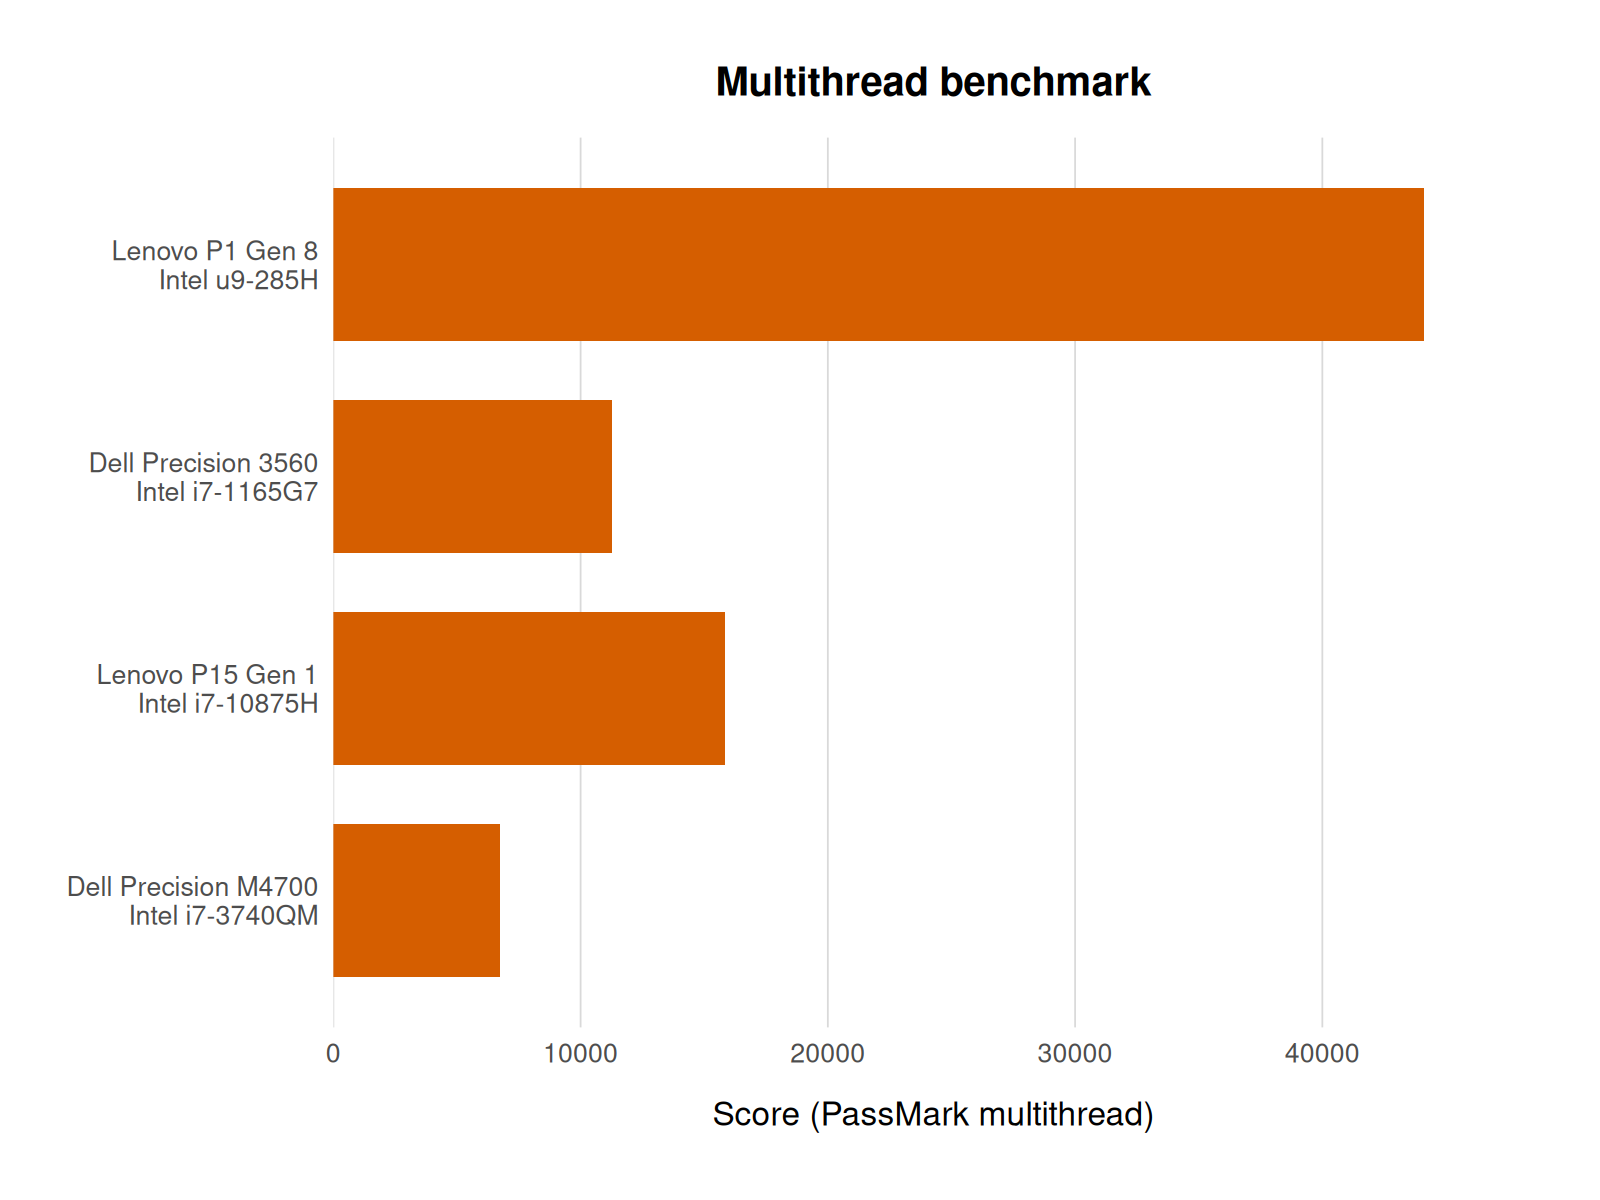 Multithread benchmark
Lenovo P1 Gen 8
Intel u9-285H
Dell Precision 3560
Intel i7-1165G7
Lenovo P15 Gen 1
Intel i7-10875H
Dell Precision M4700
Intel i7-3740QM
0 10000 20000 30000 40000
Score (PassMark multithread)